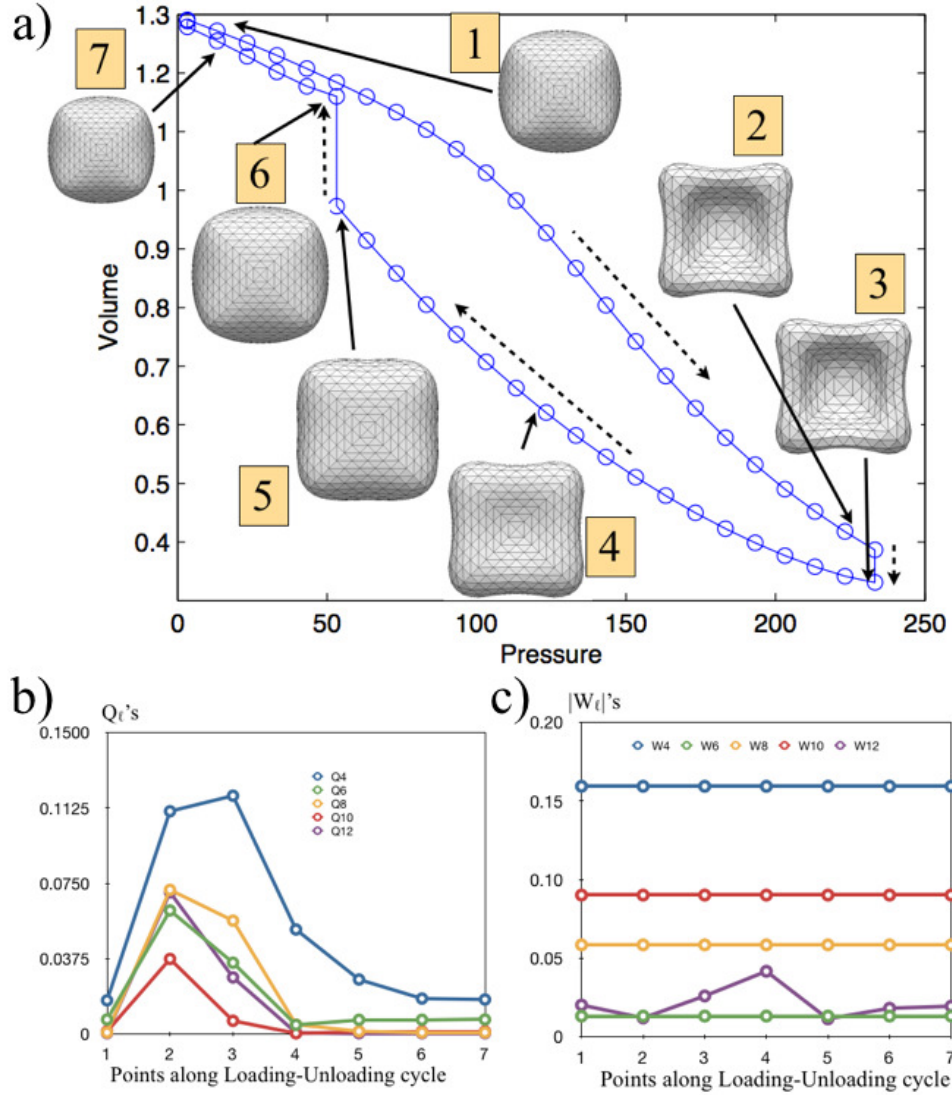 a)
1.3
1.2
1.1
1
0.9
0.8
0.7
0.6
0.5
0.4
Volume
0 50 100 150 200 250
Pressure
7
1
2
6
3
5
4
b)
Qℓ's
0.1500
0.1125
0.0750
0.0375
0
Q4
Q6
Q8
Q10
Q12
1 2 3 4 5 6 7
Points along Loading-Unloading cycle
c)
|Wℓ|'s
0.20
0.15
0.10
0.05
0
W4 W6 W8 W10 W12
1 2 3 4 5 6 7
Points along Loading-Unloading cycle